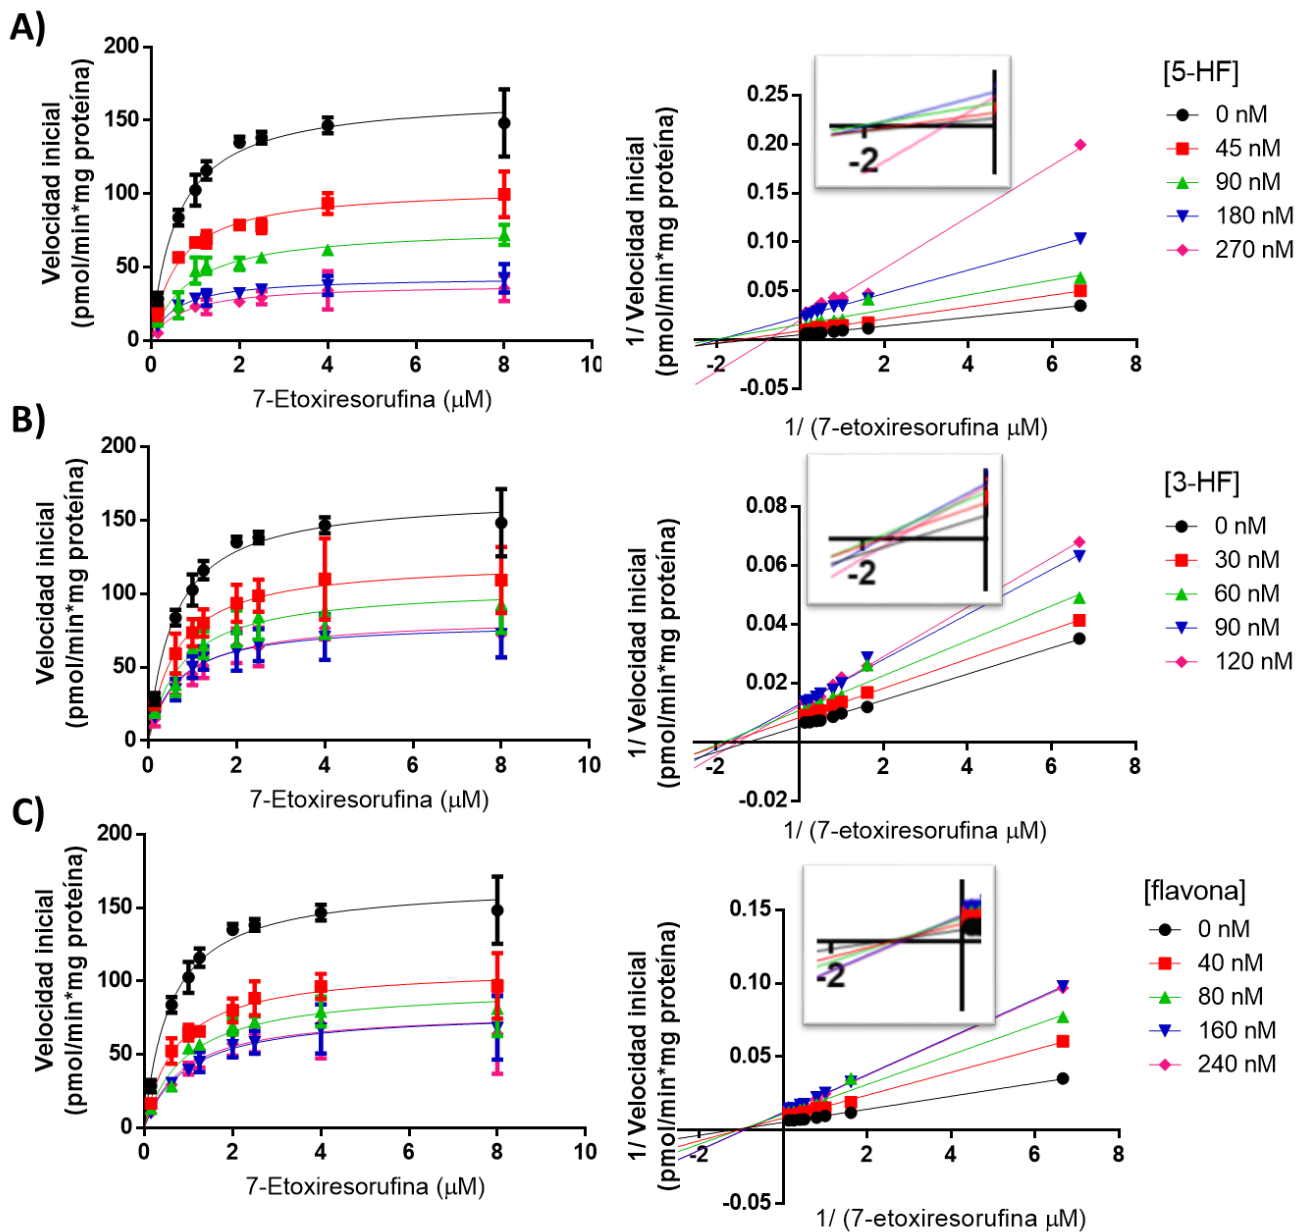 A)
Velocidad inicial
(pmol/min*mg proteína)
200
150
100
50
0
0 2 4 6 8 10
7-Etoxiresorufina (μM)
1/ Velocidad inicial
(pmol/min*mg proteína)
0.25
0.20
0.15
0.10
0.05
-0.05
-2 2 4 6 8
-2
1/ (7-etoxiresorufina μM)
[5-HF]
0 nM
45 nM
90 nM
180 nM
270 nM
B)
Velocidad inicial
(pmol/min*mg proteína)
200
150
100
50
0
0 2 4 6 8 10
7-Etoxiresorufina (μM)
1/ Velocidad inicial
(pmol/min*mg proteína)
0.08
0.06
0.04
0.02
-0.02
-2 2 4 6 8
-2
1/ (7-etoxiresorufina μM)
[3-HF]
0 nM
30 nM
60 nM
90 nM
120 nM
C)
Velocidad inicial
(pmol/min*mg proteína)
200
150
100
50
0
0 2 4 6 8 10
7-Etoxiresorufina (μM)
1/ Velocidad inicial
(pmol/min*mg proteína)
0.15
0.10
0.05
-0.05
-2 2 4 6 8
-2
1/ (7-etoxiresorufina μM)
[flavona]
0 nM
40 nM
80 nM
160 nM
240 nM